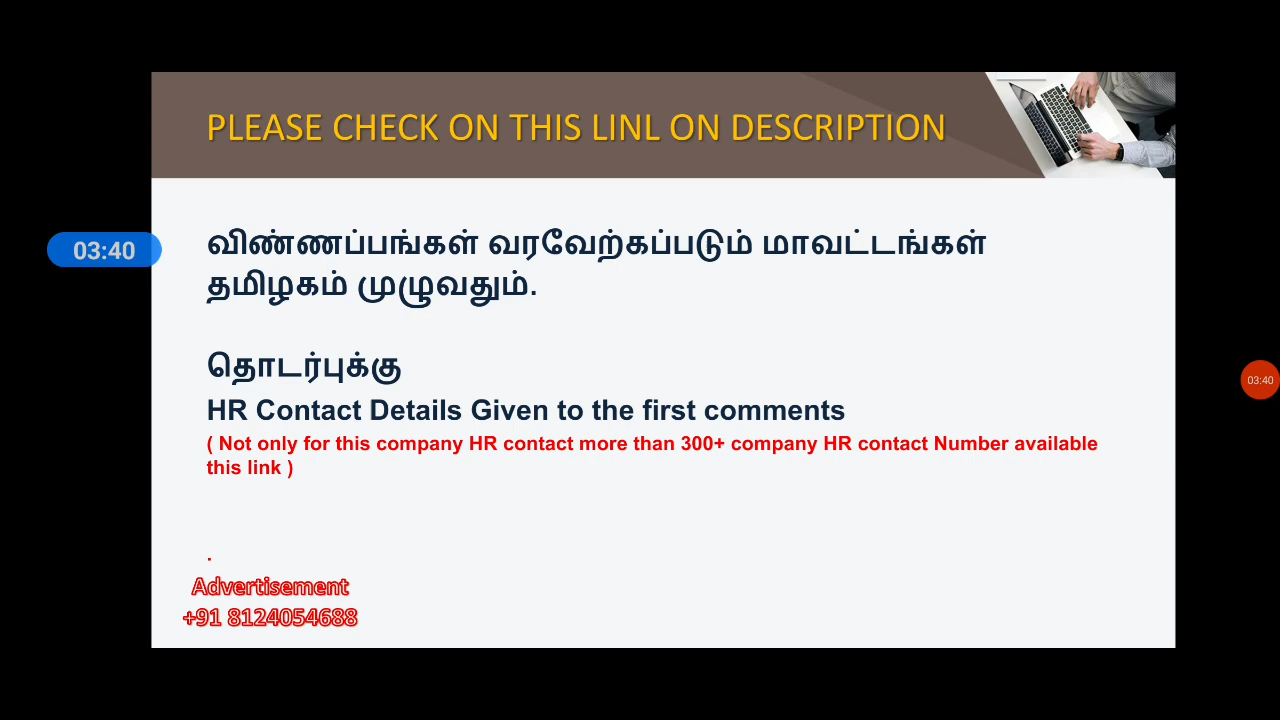 PLEASE CHECK ON THIS LINL ON DESCRIPTION
03:40
விண்ணப்பங்கள் வரவேற்கப்படும் மாவட்டங்கள்
தமிழகம் முழுவதும்.
தொடர்புக்கு
HR Contact Details Given to the first comments
( Not only for this company HR contact more than 300+ company HR contact Number available
this link )
03:40
.
Advertisement
+91 8124054688